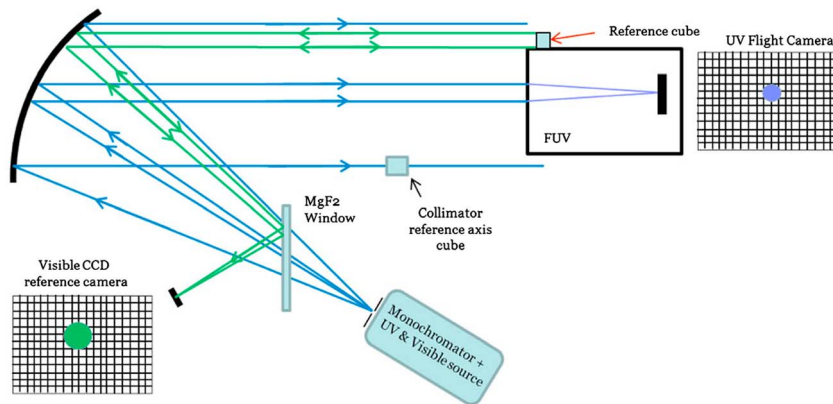 Reference cube
UV Flight Camera
FUV
MgF2
Window
Collimator
reference axis
cube
Visible CCD
reference camera
Monochromator +
UV & Visible source